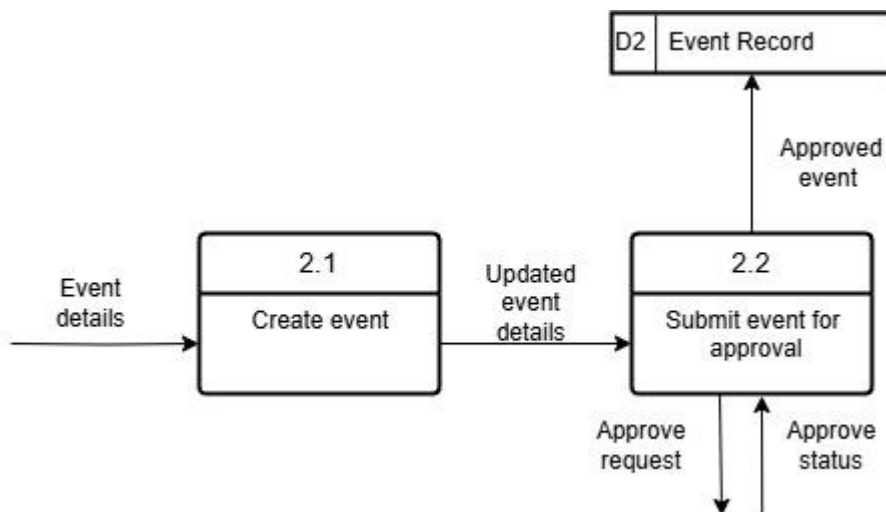 D2 Event Record
Approved
event
2.1
2.2
Event
details
Create event
Updated
event
details
Submit event for
approval
Approve
request
Approve
status